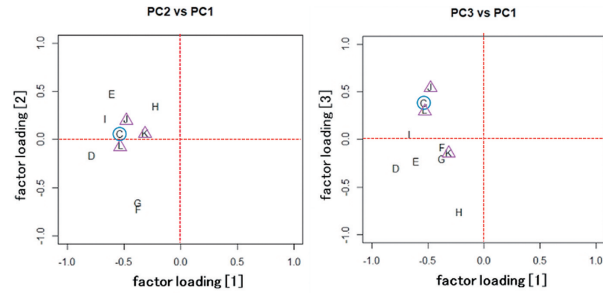 PC2 vs PC1
1.0
0.5
0.0
-0.5
-1.0
factor loading [2]
E
H
I
J
C
K
L
D
G
F
-1.0 -0.5 0.0 0.5 1.0
factor loading [1]
PC3 vs PC1
1.0
0.5
0.0
-0.5
-1.0
factor loading [3]
J
C
L
I
F
K
G
E
D
H
-1.0 -0.5 0.0 0.5 1.0
factor loading [1]